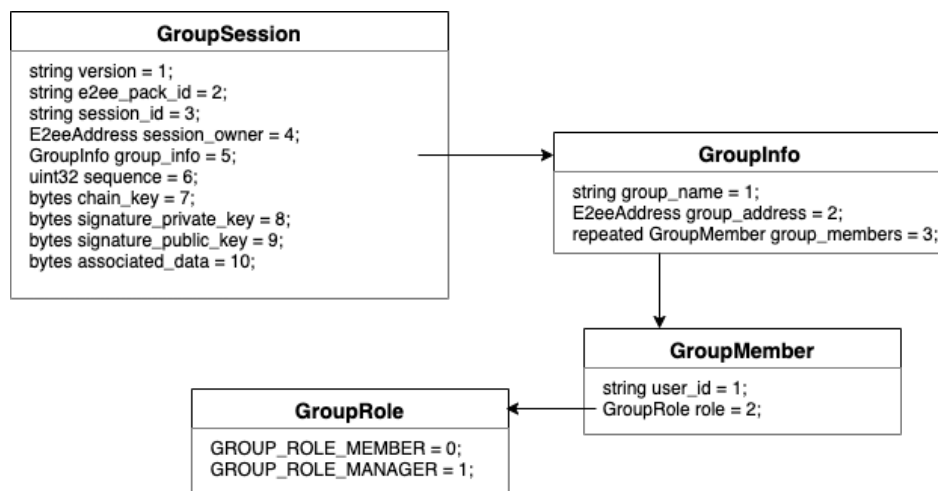 GroupSession
string version = 1;
string e2ee_pack_id = 2;
string session_id = 3;
E2eeAddress session_owner = 4;
GroupInfo group_info = 5;
uint32 sequence = 6;
bytes chain_key = 7;
bytes signature_private_key = 8;
bytes signature_public_key = 9;
bytes associated_data = 10;
GroupInfo
string group_name = 1;
E2eeAddress group_address = 2;
repeated GroupMember group_members = 3;
GroupMember
string user_id = 1;
GroupRole role = 2;
GroupRole
GROUP_ROLE_MEMBER = 0;
GROUP_ROLE_MANAGER = 1;